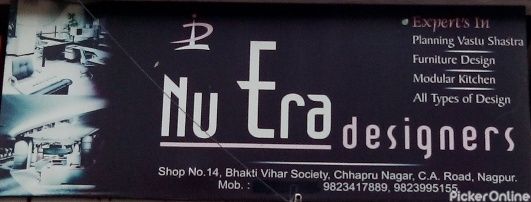 Expert's In
Planning Vastu Shastra
Furniture Design
Modular Kitchen
All Types of Design
Nu Era designers
Shop No.14, Bhakti Vihar Society, Chhapru Nagar, C.A. Road, Nagpur.
Mob. : 9823417889, 9823995155
PickerOnline